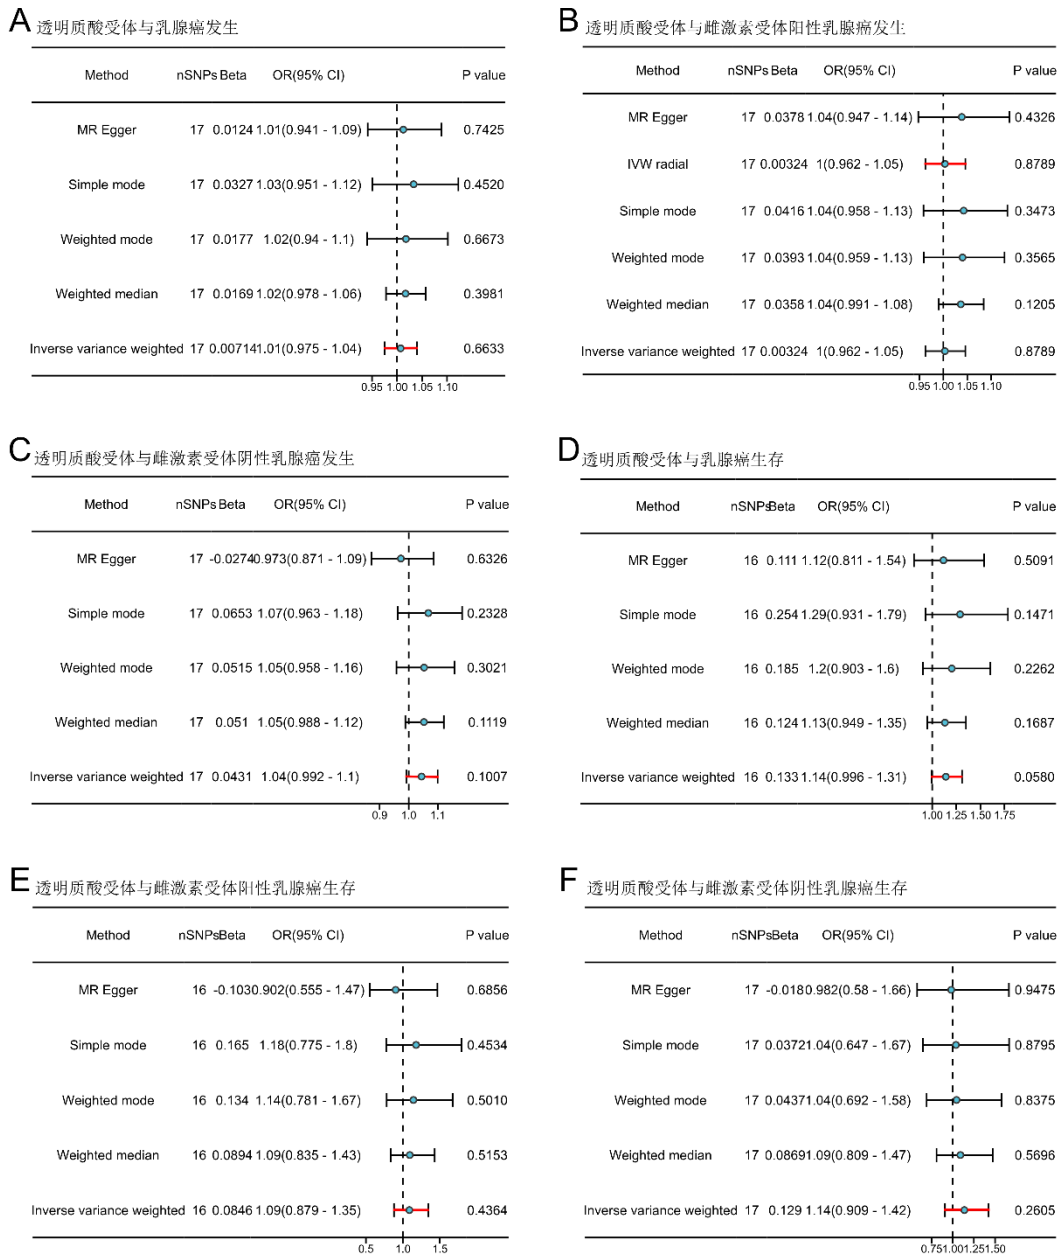 A 透明质酸受体与乳腺癌发生
Method nSNPs Beta OR(95% CI) P value
MR Egger 17 0.0124 1.01(0.941 - 1.09) 0.7425
Simple mode 17 0.0327 1.03(0.951 - 1.12) 0.4520
Weighted mode 17 0.0177 1.02(0.94 - 1.1) 0.6673
Weighted median 17 0.0169 1.02(0.978 - 1.06) 0.3981
Inverse variance weighted 17 0.00714 1.01(0.975 - 1.04) 0.6633
0.95 1.00 1.05 1.10
B 透明质酸受体与雌激素受体阳性乳腺癌发生
Method nSNPs Beta OR(95% CI) P value
MR Egger 17 0.0378 1.04(0.947 - 1.14) 0.4326
IVW radial 17 0.00324 1(0.962 - 1.05) 0.8789
Simple mode 17 0.0416 1.04(0.958 - 1.13) 0.3473
Weighted mode 17 0.0393 1.04(0.959 - 1.13) 0.3565
Weighted median 17 0.0358 1.04(0.991 - 1.08) 0.1205
Inverse variance weighted 17 0.00324 1(0.962 - 1.05) 0.8789
0.95 1.00 1.05 1.10
C 透明质酸受体与雌激素受体阴性乳腺癌发生
Method nSNPs Beta OR(95% CI) P value
MR Egger 17 -0.0274 0.973(0.871 - 1.09) 0.6326
Simple mode 17 0.0653 1.07(0.963 - 1.18) 0.2328
Weighted mode 17 0.0515 1.05(0.958 - 1.16) 0.3021
Weighted median 17 0.051 1.05(0.988 - 1.12) 0.1119
Inverse variance weighted 17 0.0431 1.04(0.992 - 1.1) 0.1007
0.9 1.0 1.1
D 透明质酸受体与乳腺癌生存
Method nSNPs Beta OR(95% CI) P value
MR Egger 16 0.111 1.12(0.811 - 1.54) 0.5091
Simple mode 16 0.254 1.29(0.931 - 1.79) 0.1471
Weighted mode 16 0.185 1.2(0.903 - 1.6) 0.2262
Weighted median 16 0.124 1.13(0.949 - 1.35) 0.1687
Inverse variance weighted 16 0.133 1.14(0.996 - 1.31) 0.0580
1.00 1.25 1.50 1.75
E 透明质酸受体与雌激素受体阳性乳腺癌生存
Method nSNPs Beta OR(95% CI) P value
MR Egger 16 -0.103 0.902(0.555 - 1.47) 0.6856
Simple mode 16 0.165 1.18(0.775 - 1.8) 0.4534
Weighted mode 16 0.134 1.14(0.781 - 1.67) 0.5010
Weighted median 16 0.0894 1.09(0.835 - 1.43) 0.5153
Inverse variance weighted 16 0.0846 1.09(0.879 - 1.35) 0.4364
0.5 1.0 1.5
F 透明质酸受体与雌激素受体阴性乳腺癌生存
Method nSNPs Beta OR(95% CI) P value
MR Egger 17 -0.018 0.982(0.58 - 1.66) 0.9475
Simple mode 17 0.0372 1.04(0.647 - 1.67) 0.8795
Weighted mode 17 0.0437 1.04(0.692 - 1.58) 0.8375
Weighted median 17 0.0869 1.09(0.809 - 1.47) 0.5696
Inverse variance weighted 17 0.129 1.14(0.909 - 1.42) 0.2605
0.75 1.00 1.25 1.50